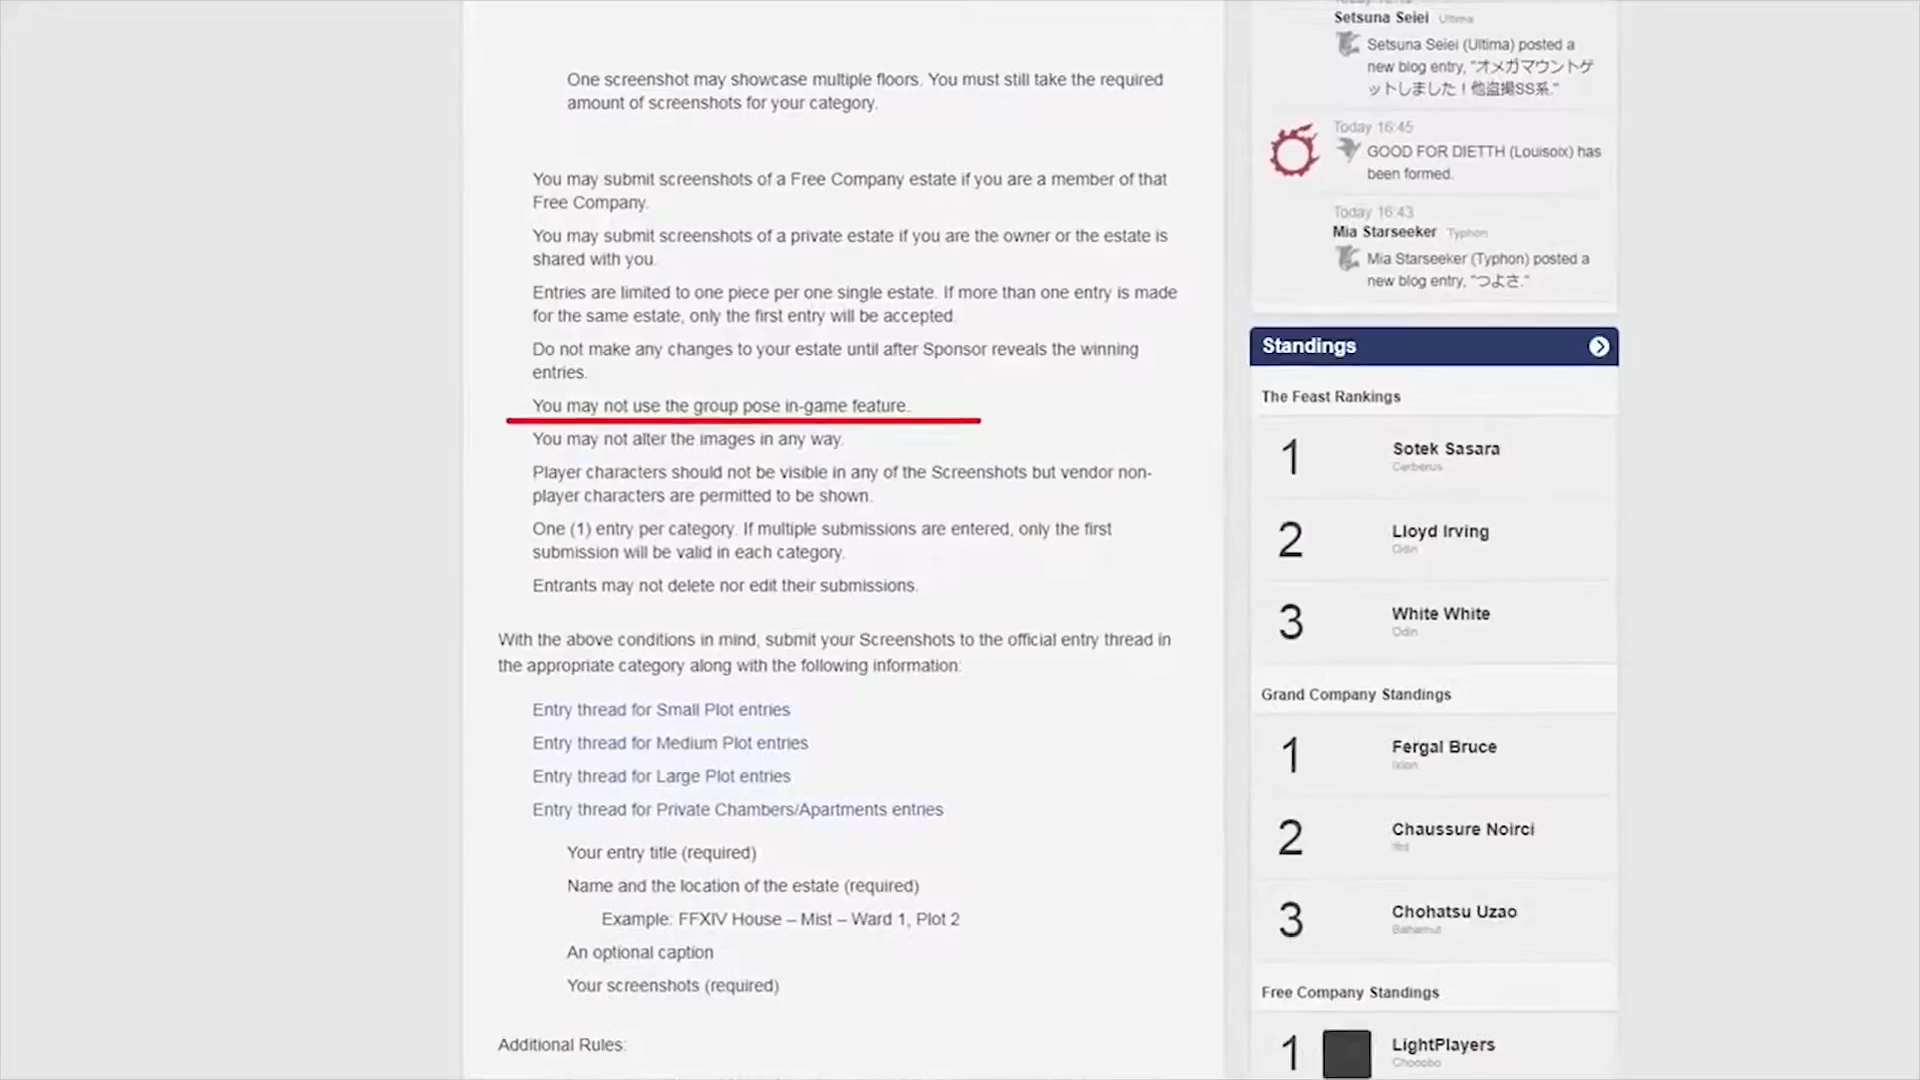 One screenshot may showcase multiple floors. You must still take the required
amount of screenshots for your category.
You may submit screenshots of a Free Company estate if you are a member of that
Free Company.
You may submit screenshots of a private estate if you are the owner or the estate is
shared with you.
Entries are limited to one piece per one single estate. If more than one entry is made
for the same estate, only the first entry will be accepted.
Do not make any changes to your estate until after Sponsor reveals the winning
entries.
You may not use the group pose in-game feature.
You may not alter the images in any way.
Player characters should not be visible in any of the Screenshots but vendor non-
player characters are permitted to be shown.
One (1) entry per category. If multiple submissions are entered, only the first
submission will be valid in each category.
Entrants may not delete nor edit their submissions.
With the above conditions in mind, submit your Screenshots to the official entry thread in
the appropriate category along with the following information:
Entry thread for Small Plot entries
Entry thread for Medium Plot entries
Entry thread for Large Plot entries
Entry thread for Private Chambers/Apartments entries
Your entry title (required)
Name and the location of the estate (required)
Example: FFXIV House – Mist – Ward 1, Plot 2
An optional caption
Your screenshots (required)
Additional Rules:
Setsuna Seiei Ultima
Setsuna Seiei (Ultima) posted a
new blog entry, "オメガマウントゲ
ットしました！他盗撮SS系."
Today 16:45
GOOD FOR DIETTH (Louisoix) has
been formed.
Today 16:43
Mia Starseeker Typhon
Mia Starseeker (Typhon) posted a
new blog entry, "つよさ."
Standings
The Feast Rankings
1 Sotek Sasara
Cerberus
2 Lloyd Irving
Odin
3 White White
Odin
Grand Company Standings
1 Fergal Bruce
Ixion
2 Chaussure Noirci
3 Chohatsu Uzao
Bahamut
Free Company Standings
1 LightPlayers
Chocobo